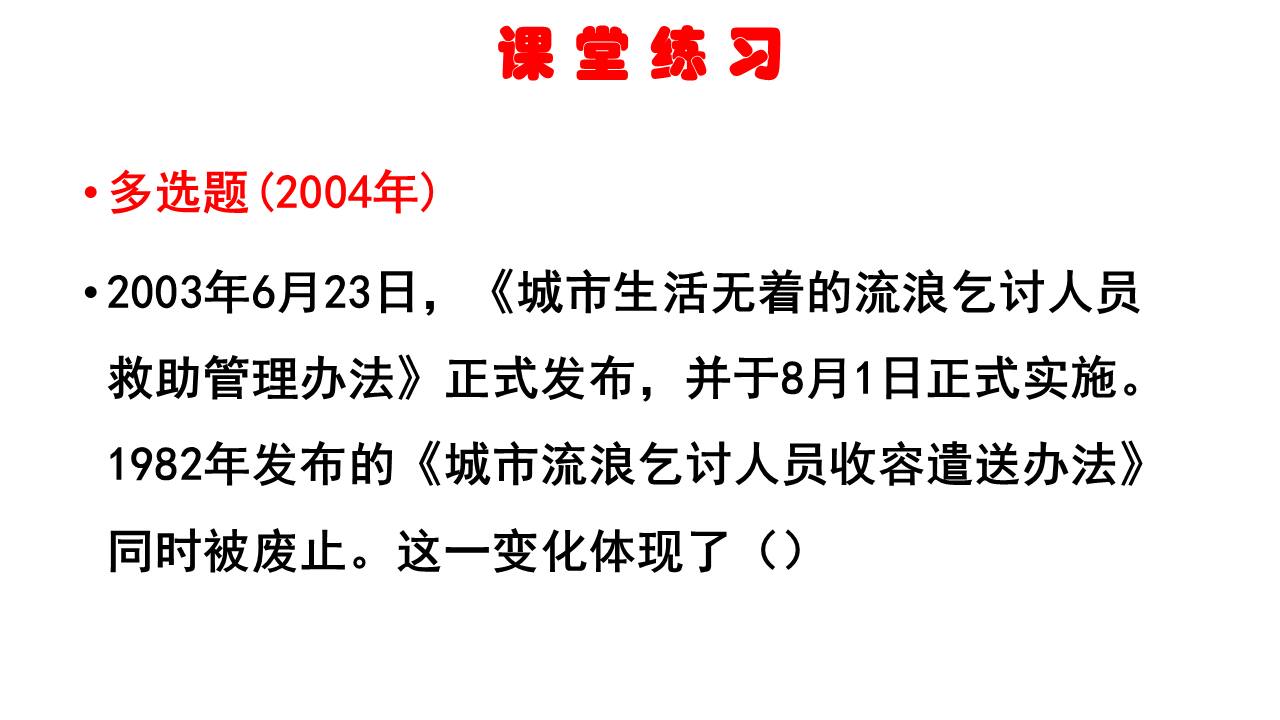 课堂练习
•多选题(2004年)
•2003年6月23日，《城市生活无着的流浪乞讨人员
救助管理办法》正式发布，并于8月1日正式实施。
1982年发布的《城市流浪乞讨人员收容遣送办法》
同时被废止。这一变化体现了（）